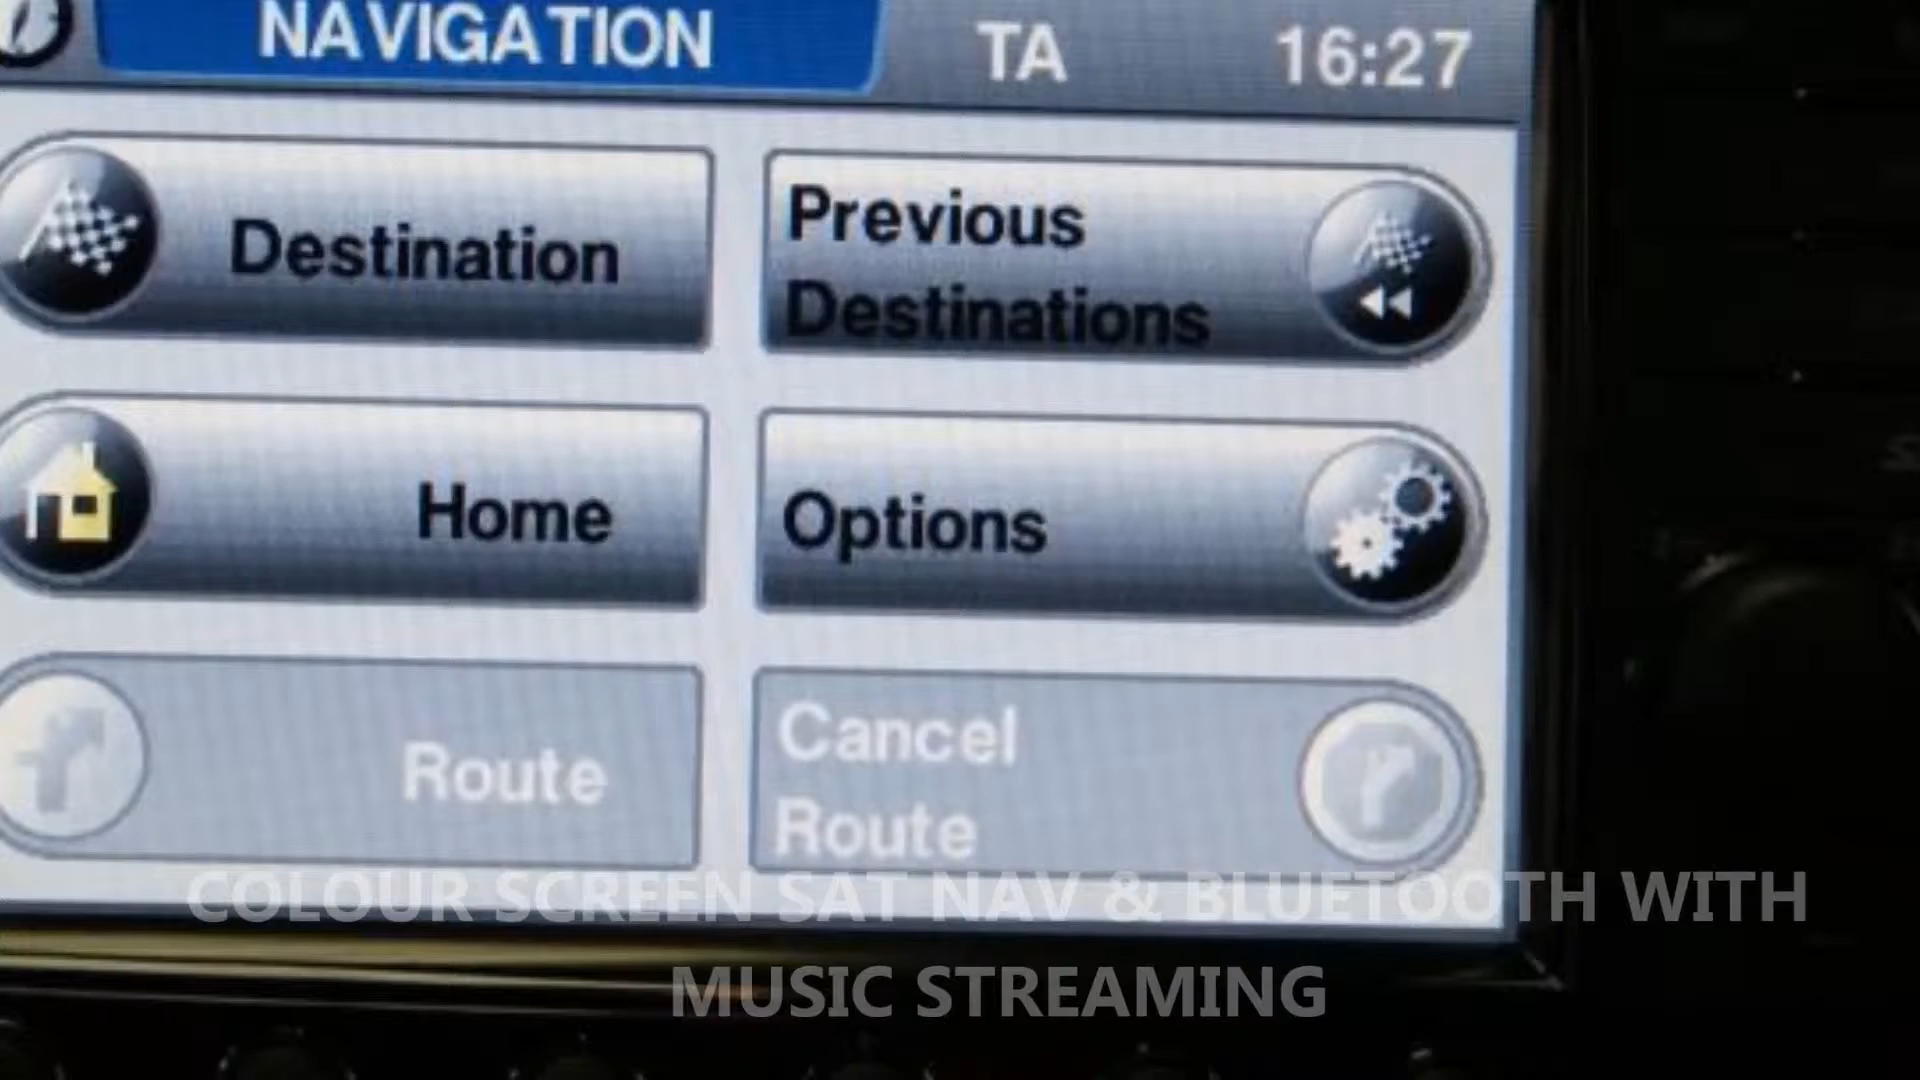 NAVIGATION TA 16:27
Destination
Previous
Destinations
Home
Options
Route
Cancel
Route
COLOUR SCREEN SAT NAV & BLUETOOTH WITH
MUSIC STREAMING